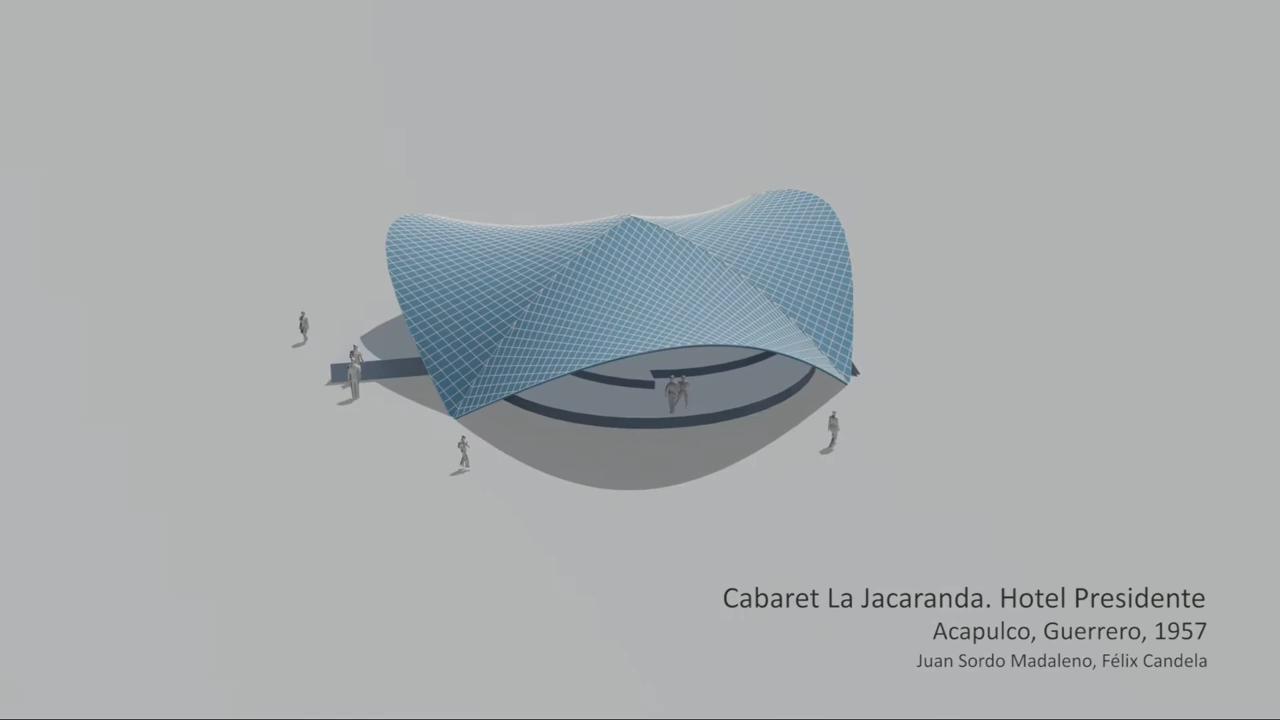 Cabaret La Jacaranda. Hotel Presidente
Acapulco, Guerrero, 1957
Juan Sordo Madaleno, Félix Candela